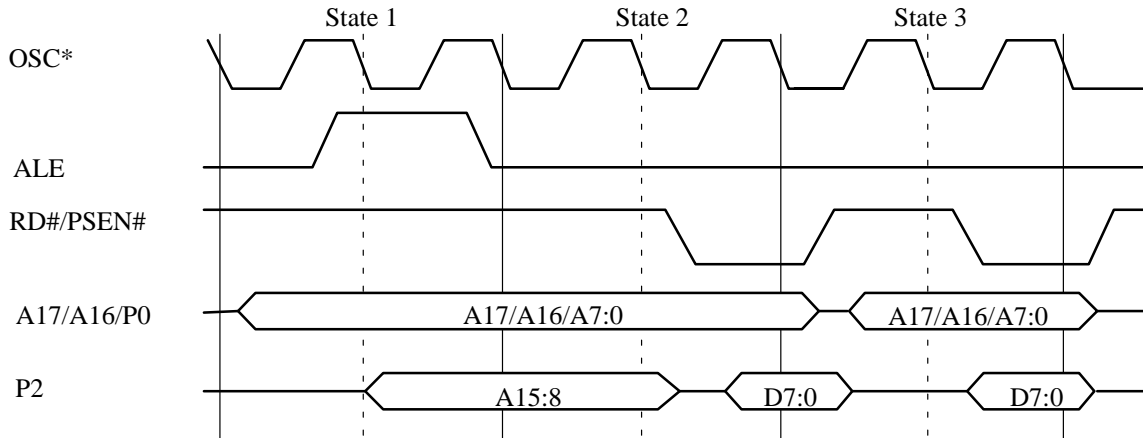 State 1 State 2 State 3
OSC*
ALE
RD#/PSEN#
A17/A16/P0 A17/A16/A7:0 A17/A16/A7:0
P2 A15:8 D7:0 D7:0